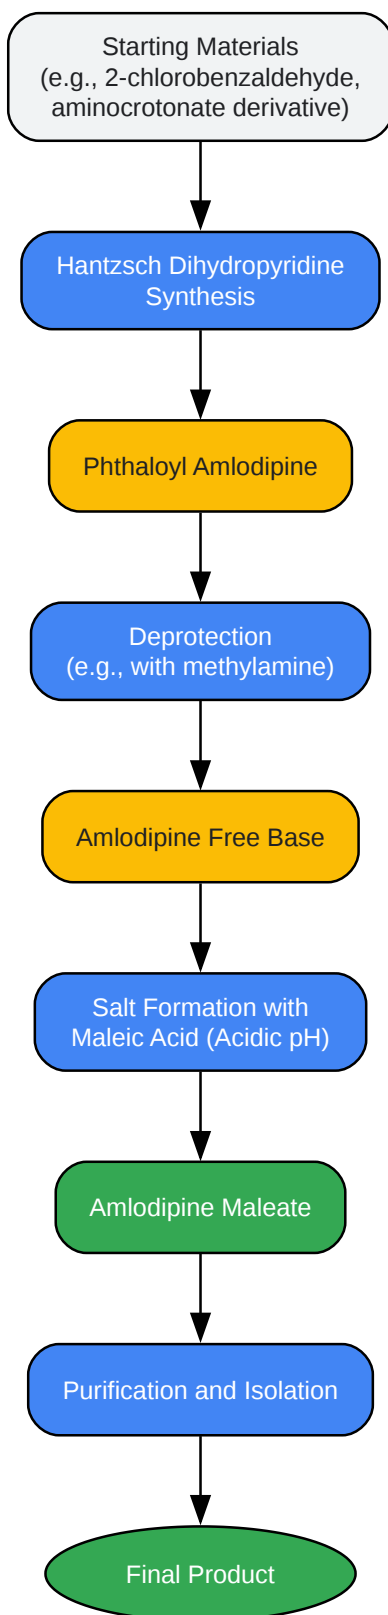 Starting Materials
(e.g., 2-chlorobenzaldehyde,
aminocrotonate derivative)
Hantzsch Dihydropyridine
Synthesis
Phthaloyl Amlodipine
Deprotection
(e.g., with methylamine)
Amlodipine Free Base
Salt Formation with
Maleic Acid (Acidic pH)
Amlodipine Maleate
Purification and Isolation
Final Product